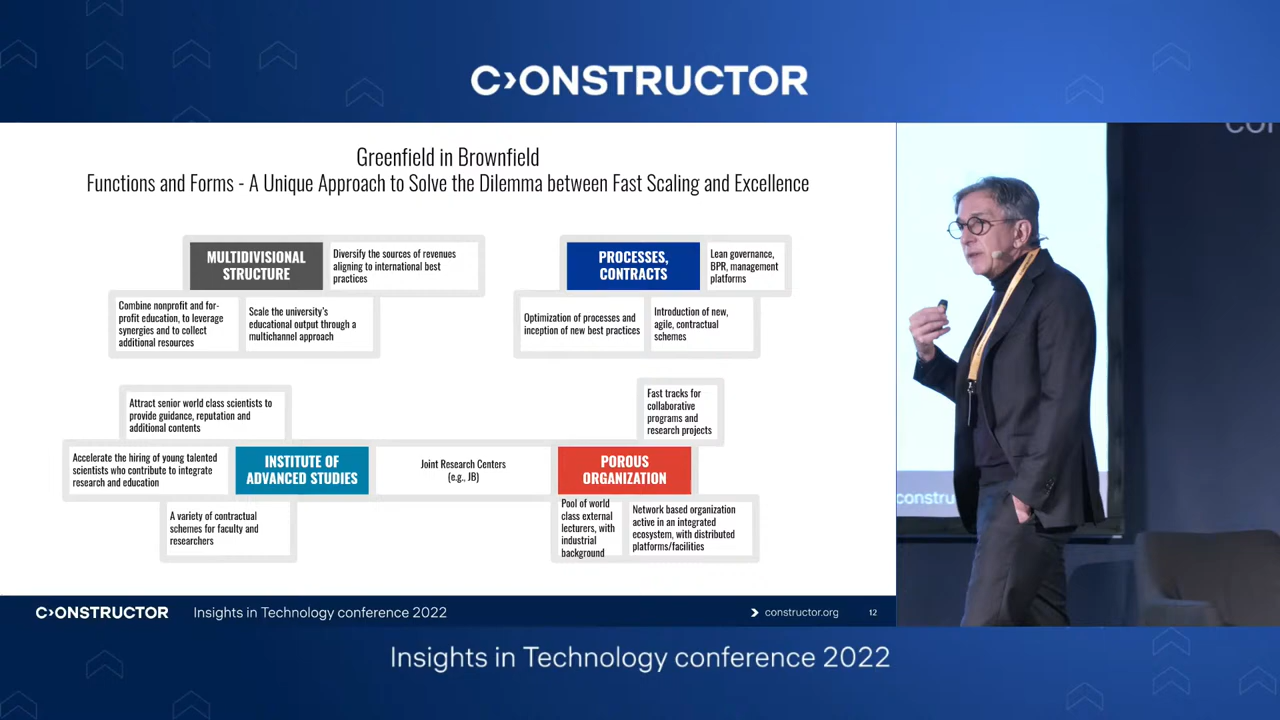 C›ONSTRUCTOR
Greenfield in Brownfield
Functions and Forms - A Unique Approach to Solve the Dilemma between Fast Scaling and Excellence
MULTIDIVISIONAL
STRUCTURE
Diversify the sources of revenues
aligning to international best
practices
Combine nonprofit and for-
profit education, to leverage
synergies and to collect
additional resources
Scale the university's
educational output through a
multichannel approach
PROCESSES,
CONTRACTS
Lean governance,
BPR, management
platforms
Optimization of processes and
inception of new best practices
Introduction of new,
agile, contractual
schemes
Attract senior world class scientists to
provide guidance, reputation and
additional contents
Accelerate the hiring of young talented
scientists who contribute to integrate
research and education
INSTITUTE OF
ADVANCED STUDIES
A variety of contractual
schemes for faculty and
researchers
Joint Research Centers
(e.g., JB)
Fast tracks for
collaborative
programs and
research projects
POROUS
ORGANIZATION
Pool of world
class external
lecturers, with
industrial
background
Network based organization
active in an integrated
ecosystem, with distributed
platforms/facilities
C›ONSTRUCTOR
Insights in Technology conference 2022
constructor.org
12
constru
Insights in Technology conference 2022